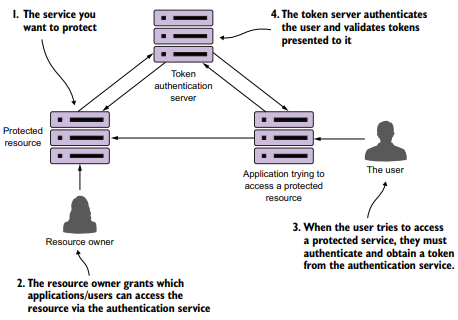 1. The service you
want to protect
4. The token server authenticates
the user and validates tokens
presented to it
Token
authentication
server
Protected
resource
Application trying to
access a protected
resource
The user
Resource owner
3. When the user tries to access
a protected service, they must
authenticate and obtain a token
from the authentication service.
2. The resource owner grants which
applications/users can access the
resource via the authentication service